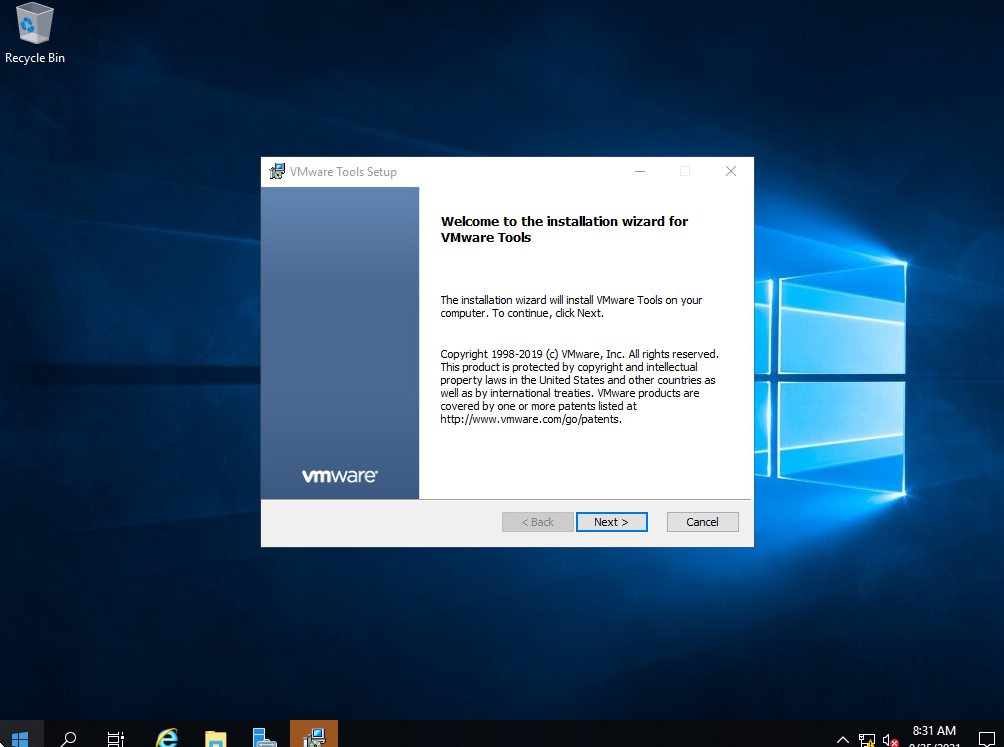 Recycle Bin
VMware Tools Setup
Welcome to the installation wizard for
VMware Tools
The installation wizard will install VMware Tools on your
computer. To continue, click Next.
Copyright 1998-2019 (c) VMware, Inc. All rights reserved.
This product is protected by copyright and intellectual
property laws in the United States and other countries as
well as by international treaties. VMware products are
covered by one or more patents listed at
http://www.vmware.com/go/patents.
vmware®
< Back
Next >
Cancel
8:31 AM